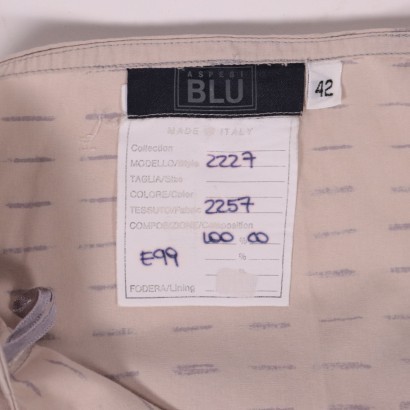 ASPESI
BLU
42
MADE IN ITALY
Collection
MODELLO/Style 2227
TAGLIA/Size
COLORE/Color
TESSUTO/Fabric 2257
COMPOSIZIONE/Composition
100 % CO
E99 %
%
FODERA/Lining